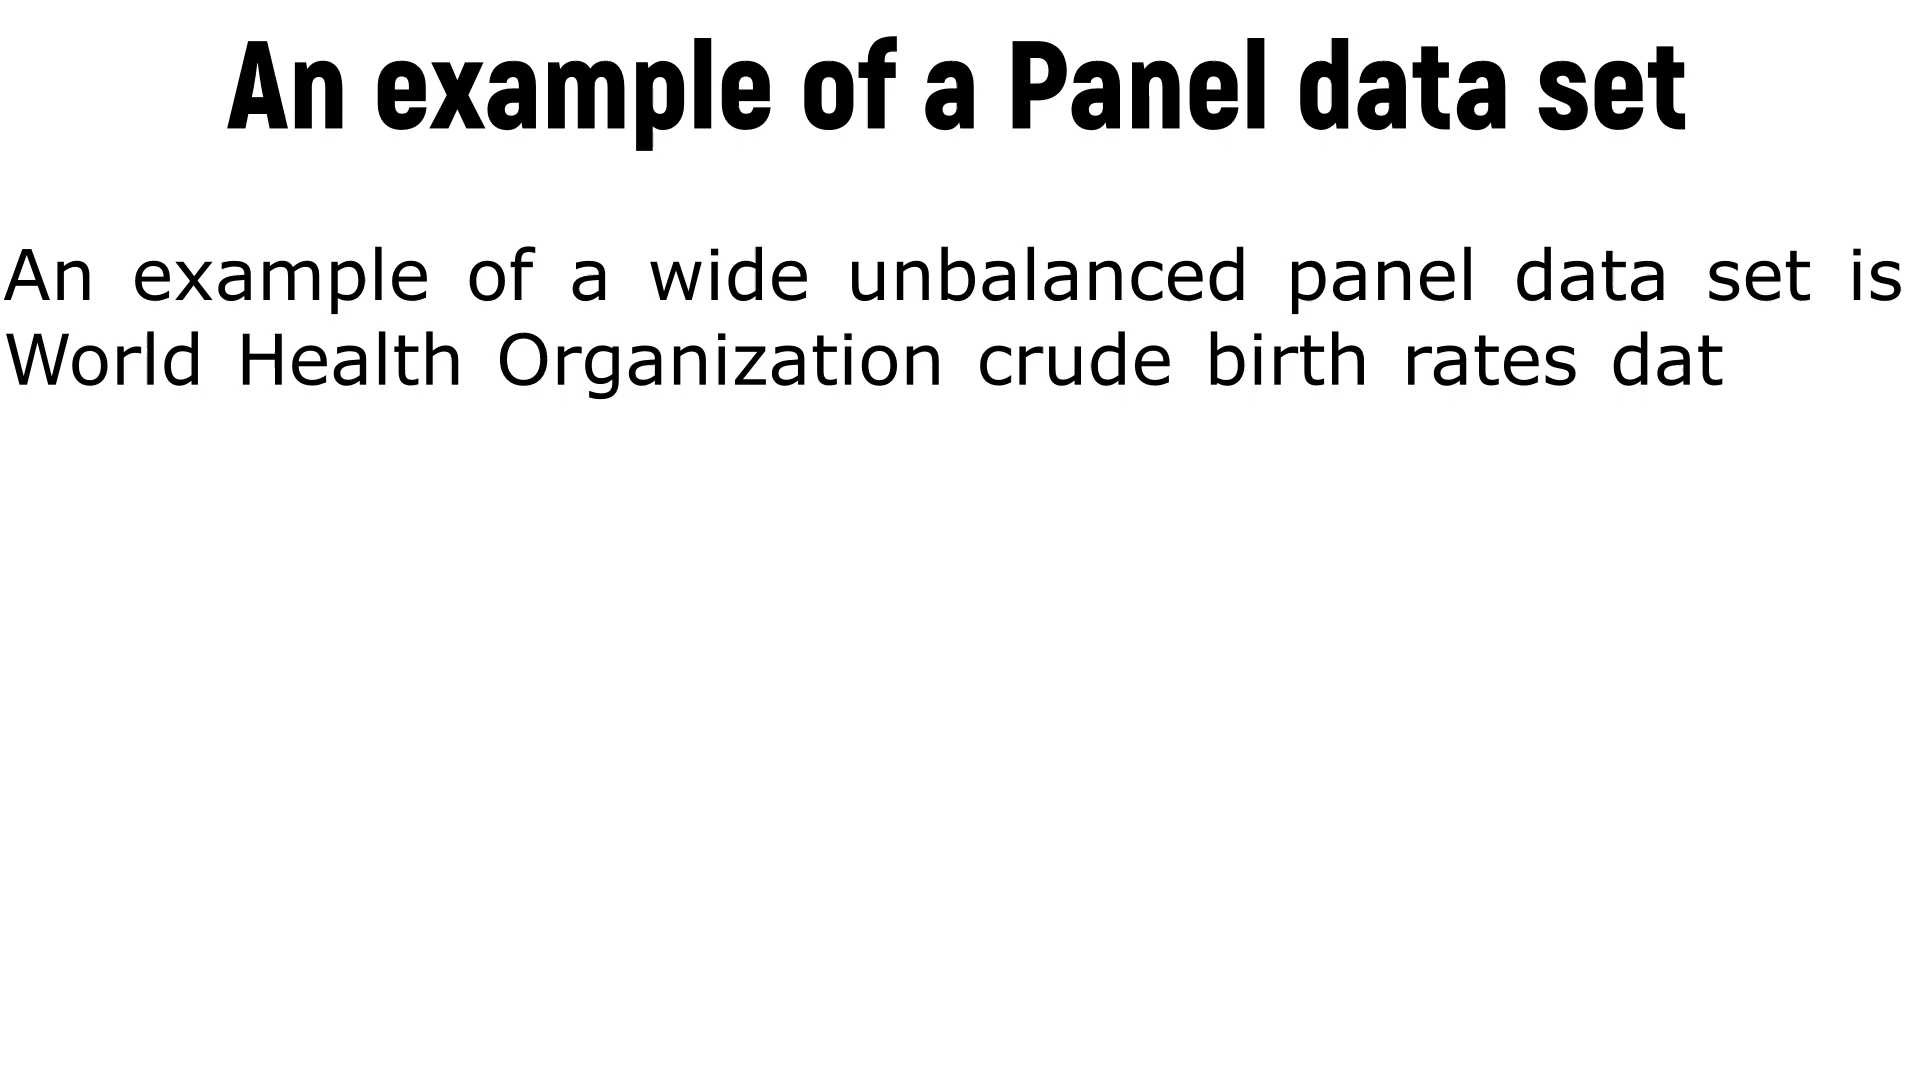 An example of a Panel data set
An example of a wide unbalanced panel data set is
World Health Organization crude birth rates dat